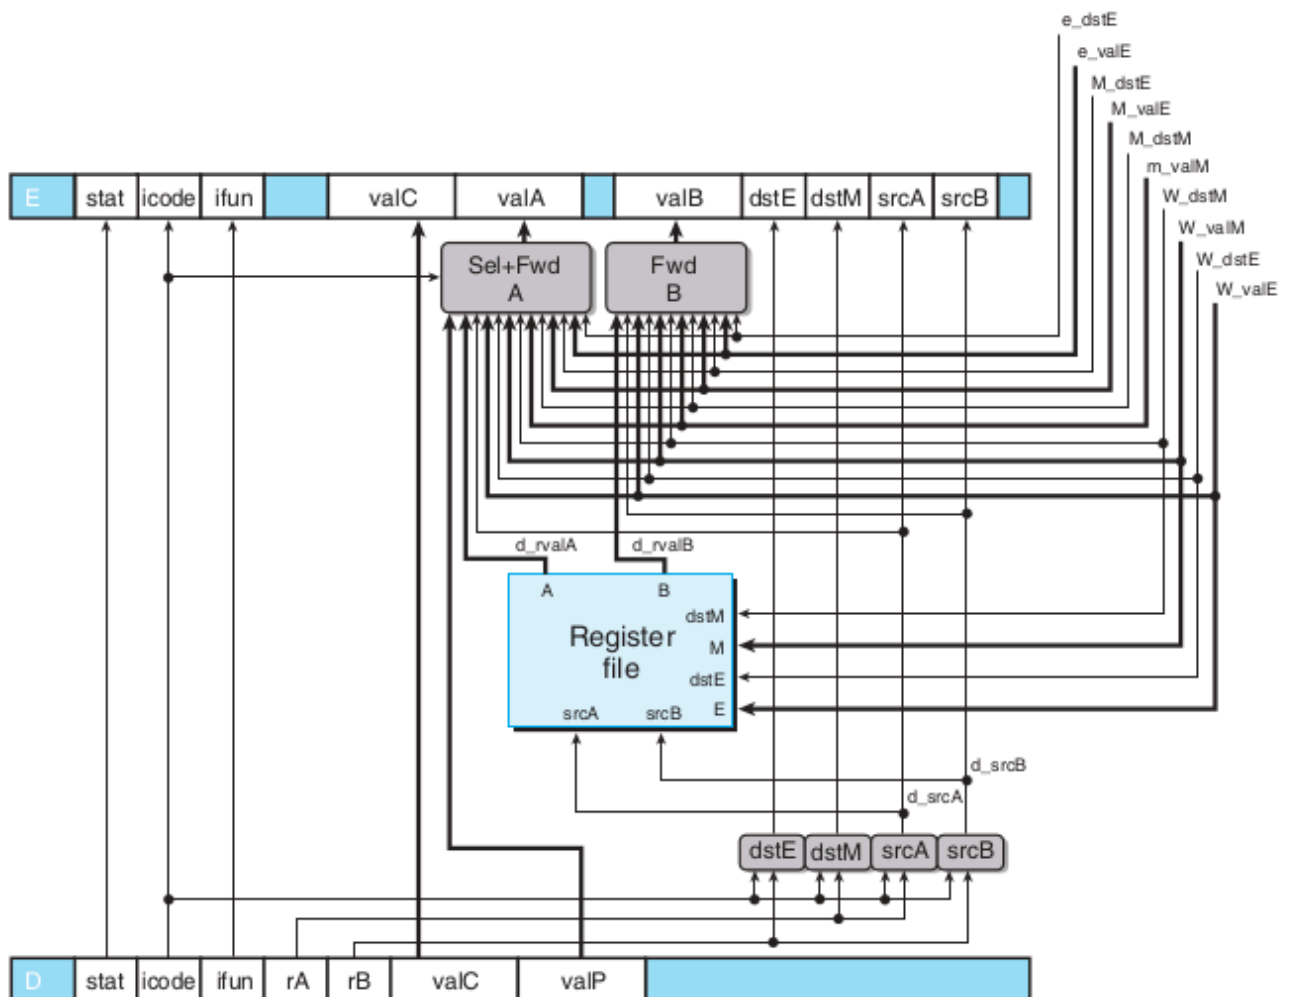 e_dstE
e_valE
M_dstE
M_valE
M_dstM
m_valM
W_dstM
W_valM
W_dstE
W_valE
E stat icode ifun valC valA valB dstE dstM srcA srcB
Sel+Fwd
A
Fwd
B
d_rvalA d_rvalB
A B
dstM
Register
file
M
dstE
E
srcA srcB
d_srcB
d_srcA
dstE dstM srcA srcB
D stat icode ifun rA rB valC valP